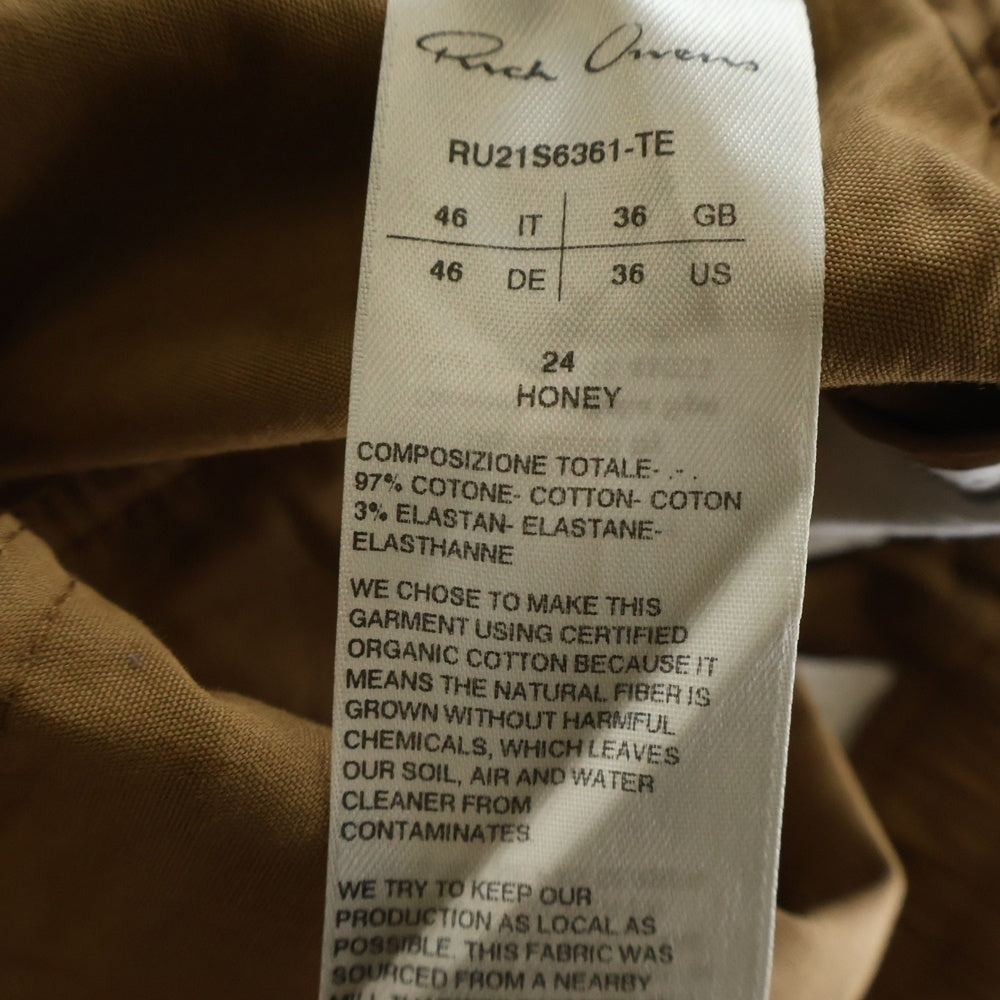 Rick Owens
RU21S6361-TE
46 IT 36 GB
46 DE 36 US
24
HONEY
COMPOSIZIONE TOTALE- .- . .
97% COTONE- COTTON- COTON
3% ELASTAN- ELASTANE-
ELASTHANNE
WE CHOSE TO MAKE THIS
GARMENT USING CERTIFIED
ORGANIC COTTON BECAUSE IT
MEANS THE NATURAL FIBER IS
GROWN WITHOUT HARMFUL
CHEMICALS, WHICH LEAVES
OUR SOIL, AIR AND WATER
CLEANER FROM
CONTAMINATES
WE TRY TO KEEP OUR
PRODUCTION AS LOCAL AS
POSSIBLE. THIS FABRIC WAS
SOURCED FROM A NEARBY